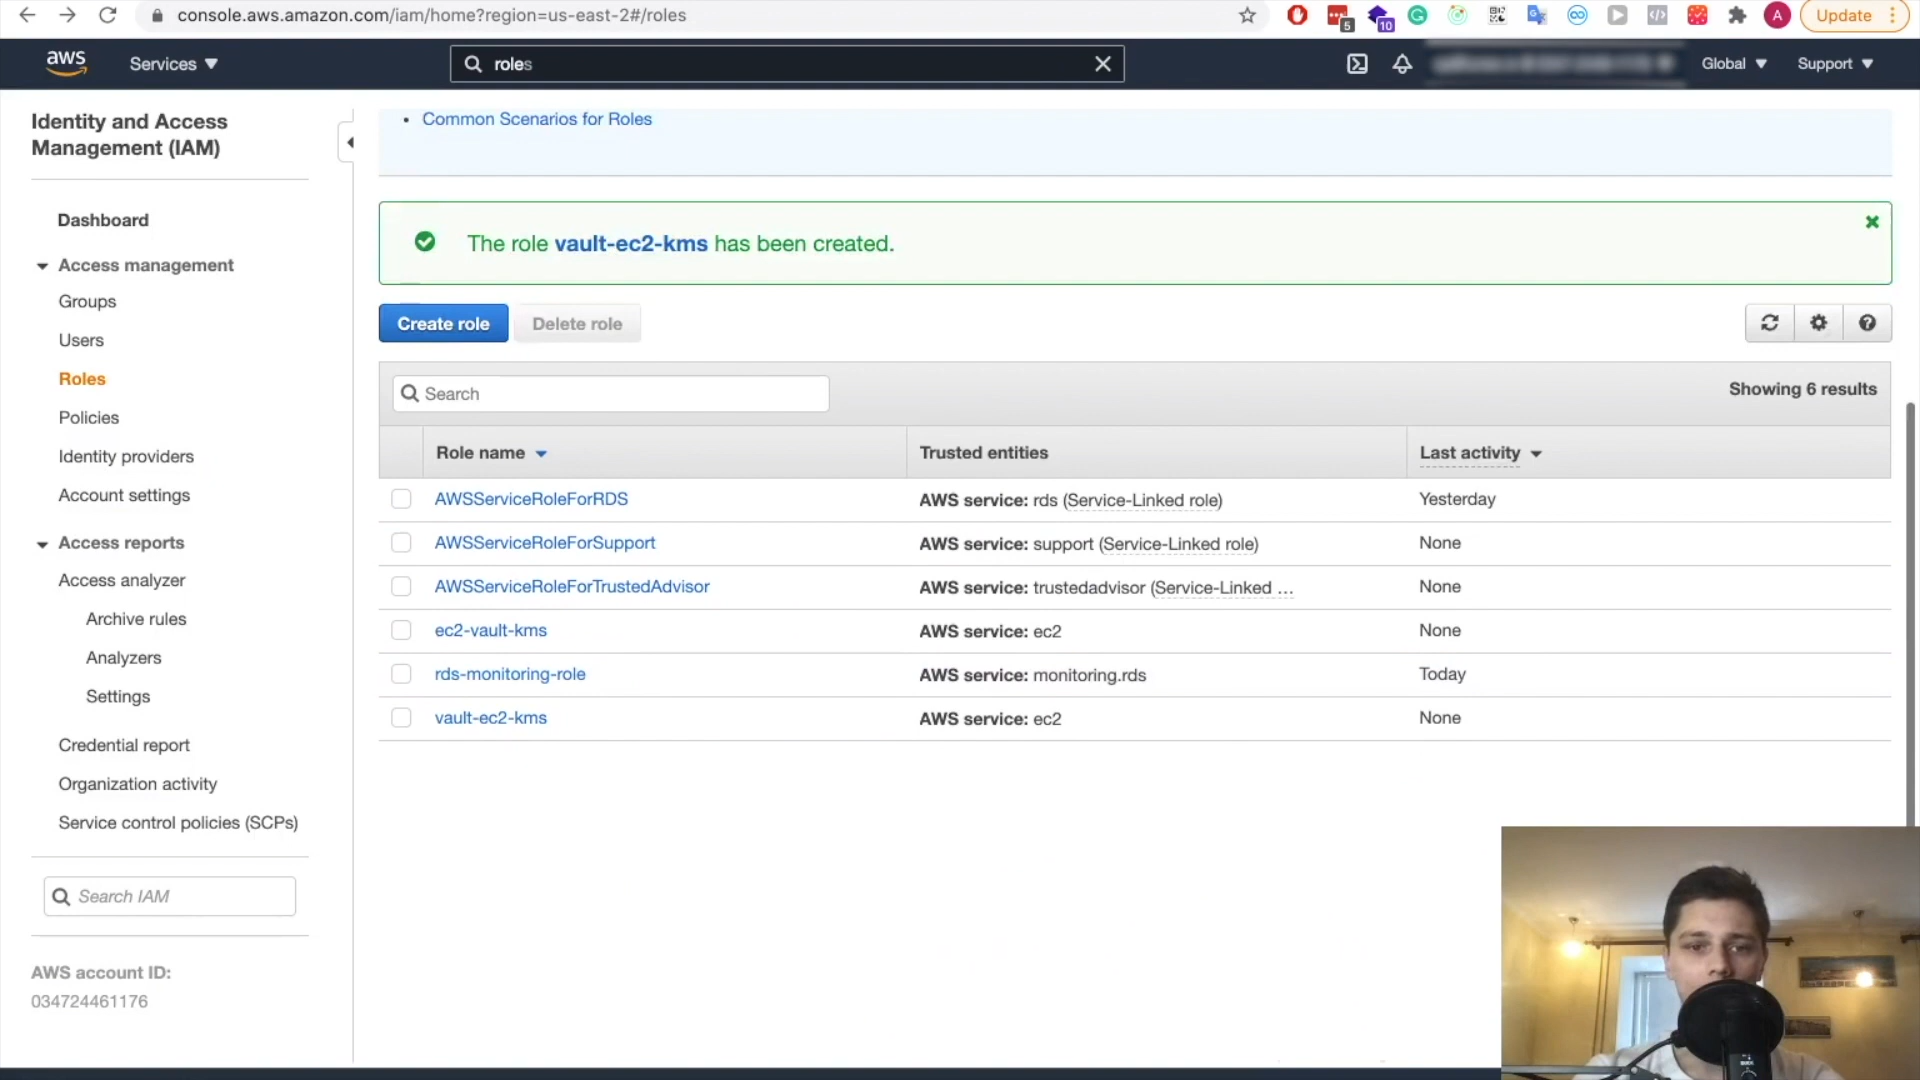 console.aws.amazon.com/iam/home?region=us-east-2#/roles
5
10
A
Update
aws
Services
roles
Global
Support
Identity and Access
Management (IAM)
Dashboard
Access management
Groups
Users
Roles
Policies
Identity providers
Account settings
Access reports
Access analyzer
Archive rules
Analyzers
Settings
Credential report
Organization activity
Service control policies (SCPs)
Search IAM
AWS account ID:
034724461176
• Common Scenarios for Roles
The role vault-ec2-kms has been created.
Create role
Delete role
Search
Showing 6 results
Role name Trusted entities Last activity
AWSServiceRoleForRDS AWS service: rds (Service-Linked role) Yesterday
AWSServiceRoleForSupport AWS service: support (Service-Linked role) None
AWSServiceRoleForTrustedAdvisor AWS service: trustedadvisor (Service-Linked ... None
ec2-vault-kms AWS service: ec2 None
rds-monitoring-role AWS service: monitoring.rds Today
vault-ec2-kms AWS service: ec2 None